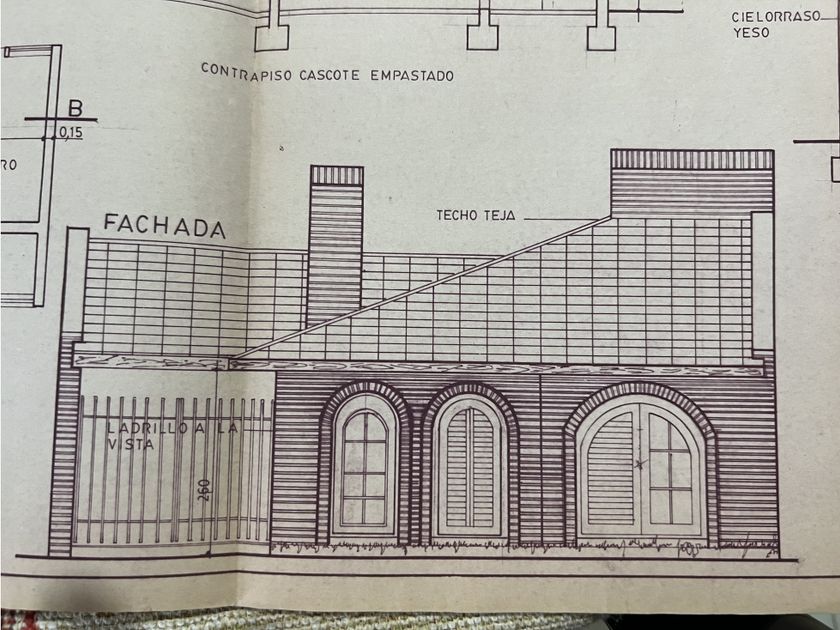 CIELORRASO
YESO
CONTRAPISO CASCOTE EMPASTADO
B
0,15
RO
TECHO TEJA
FACHADA
LADRILLO A LA
VISTA
260